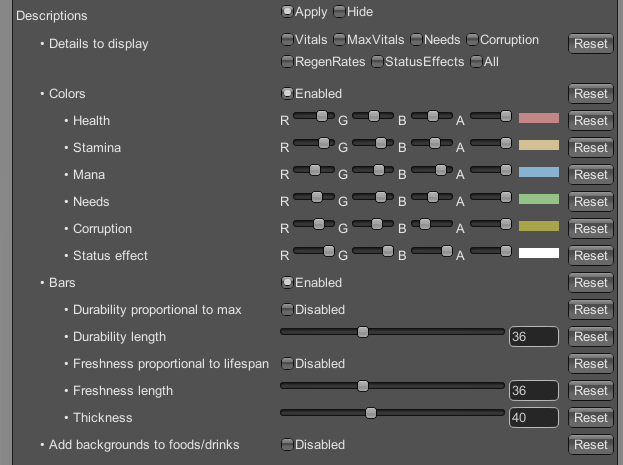 Descriptions Apply Hide
• Details to display Vitals MaxVitals Needs Corruption Reset
RegenRates StatusEffects All
• Colors Enabled Reset
• Health R G B A Reset
• Stamina R G B A Reset
• Mana R G B A Reset
• Needs R G B A Reset
• Corruption R G B A Reset
• Status effect R G B A Reset
• Bars Enabled Reset
• Durability proportional to max Disabled Reset
• Durability length 36 Reset
• Freshness proportional to lifespan Disabled Reset
• Freshness length 36 Reset
• Thickness 40 Reset
• Add backgrounds to foods/drinks Disabled Reset